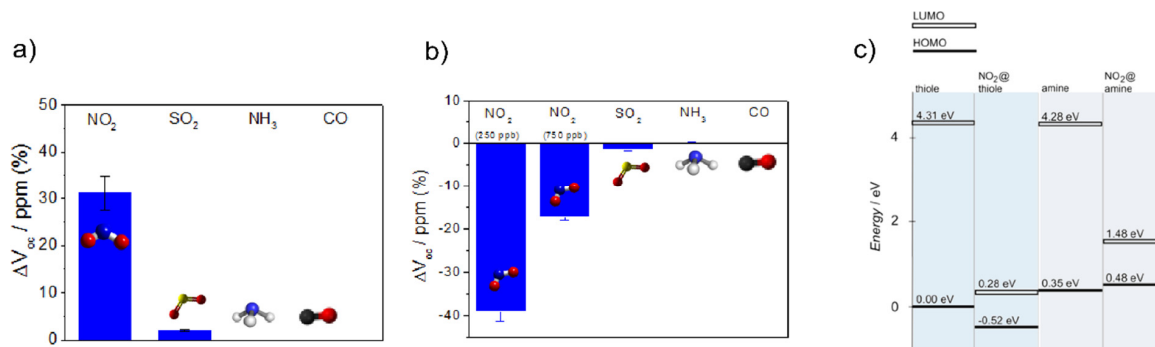 a)
50
40
30
20
10
0
ΔV_oc / ppm (%)
NO₂ SO₂ NH₃ CO
b)
10
0
-10
-20
-30
-40
ΔV_oc / ppm (%)
NO₂ NO₂ SO₂ NH₃ CO
(250 ppb) (750 ppb)
c)
LUMO
HOMO
thiole NO₂@ thiole amine NO₂@ amine
4.31 eV 4.28 eV
4
2
0
Energy / eV
1.48 eV
0.28 eV 0.35 eV 0.48 eV
0.00 eV
-0.52 eV